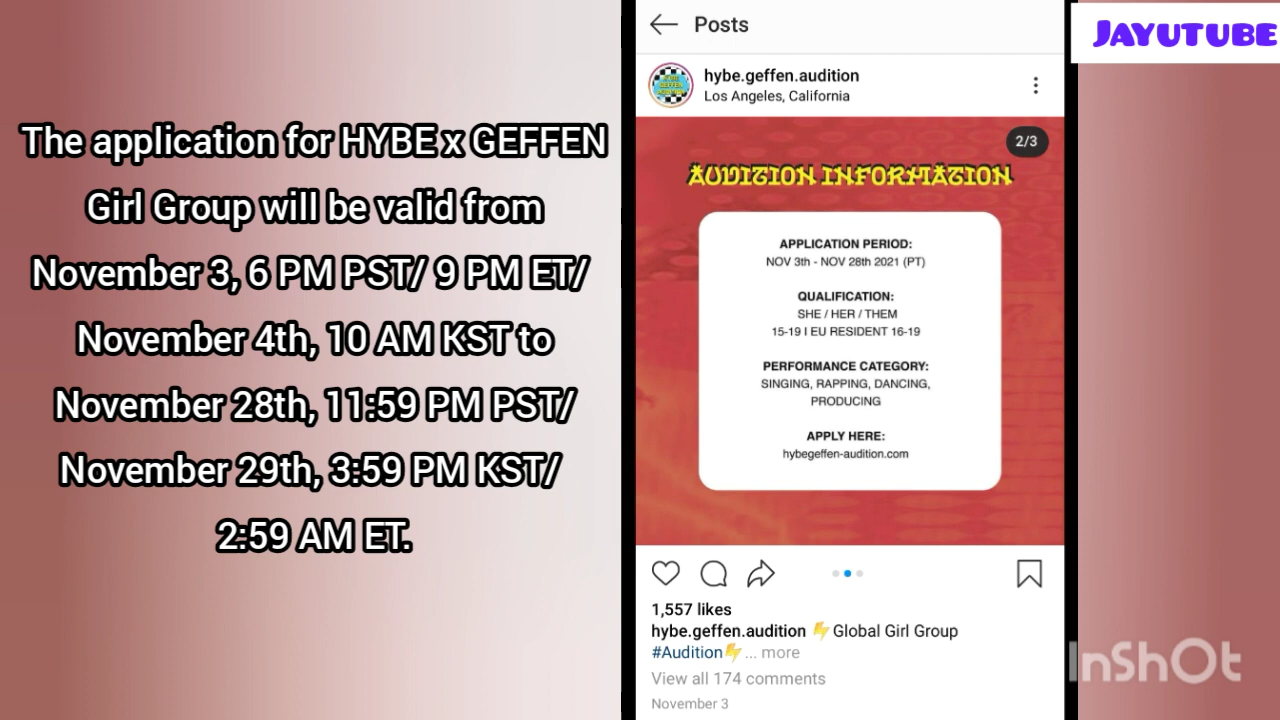 The application for HYBE x GEFFEN
Girl Group will be valid from
November 3, 6 PM PST/ 9 PM ET/
November 4th, 10 AM KST to
November 28th, 11:59 PM PST/
November 29th, 3:59 PM KST/
2:59 AM ET.
Posts
hybe.geffen.audition
Los Angeles, California
2/3
AUDITION INFORMATION
APPLICATION PERIOD:
NOV 3th - NOV 28th 2021 (PT)
QUALIFICATION:
SHE / HER / THEM
15-19 I EU RESIDENT 16-19
PERFORMANCE CATEGORY:
SINGING, RAPPING, DANCING,
PRODUCING
APPLY HERE:
hybegeffen-audition.com
1,557 likes
hybe.geffen.audition ⚡Global Girl Group
#Audition⚡... more
View all 174 comments
November 3
JAYUTUBE
InShOt